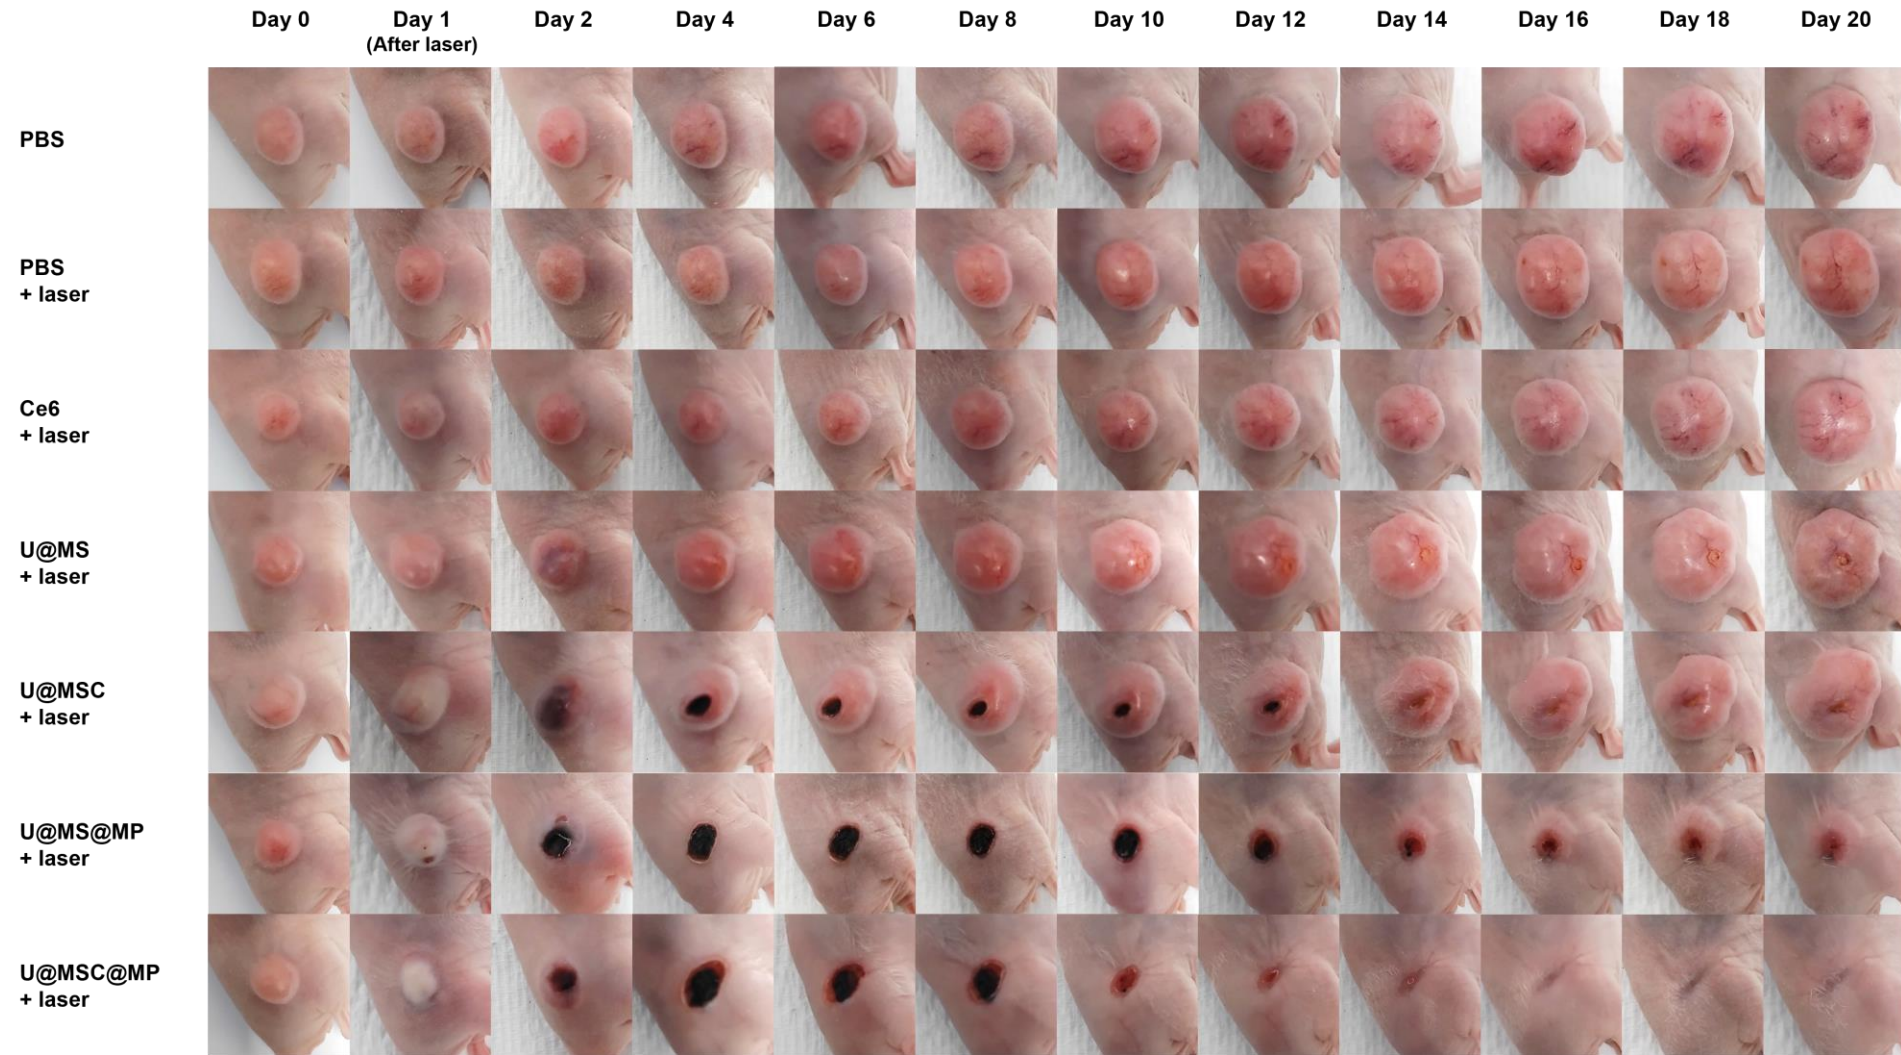 Day 0 Day 1 Day 2 Day 4 Day 6 Day 8 Day 10 Day 12 Day 14 Day 16 Day 18 Day 20
(After laser)
PBS
PBS
+ laser
Ce6
+ laser
U@MS
+ laser
U@MSC
+ laser
U@MS@MP
+ laser
U@MSC@MP
+ laser